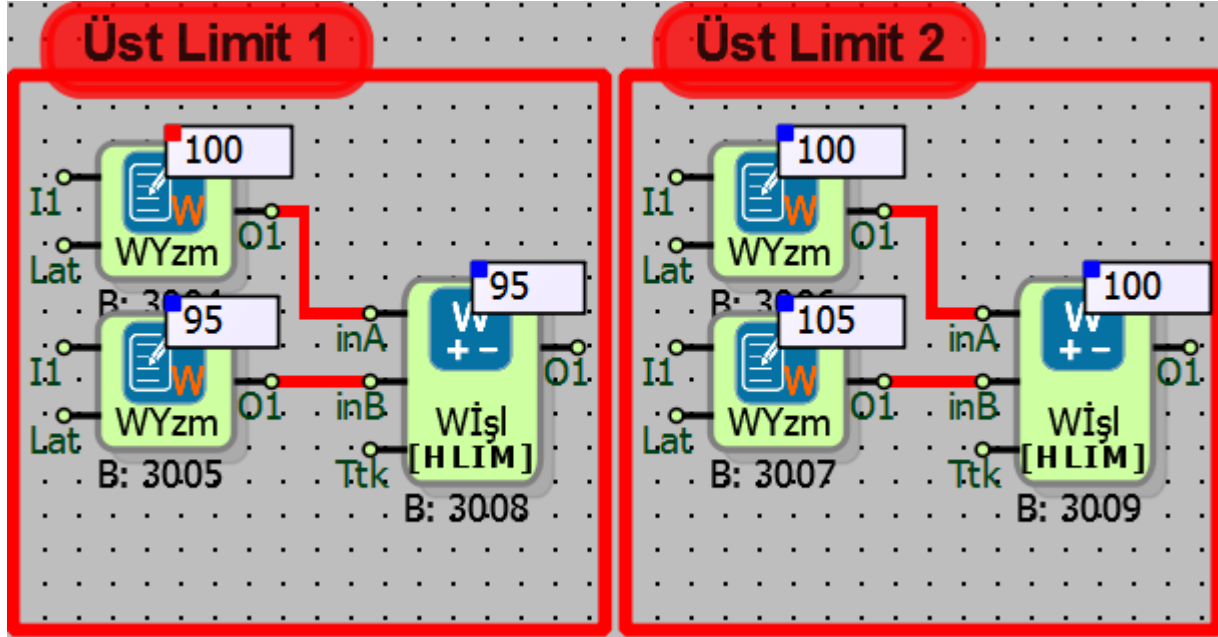 Üst Limit 1
100
I1
W
O1
WYzm
Lat
95
I1
W
O1
WYzm
Lat
B: 3005
95
W
+ -
inA
O1
inB
Wİşl
[HLIM]
Ttk
B: 3008
Üst Limit 2
100
I1
W
O1
WYzm
Lat
105
I1
W
O1
WYzm
Lat
B: 3007
100
W
+ -
inA
O1
inB
Wİşl
[HLIM]
Ttk
B: 3009